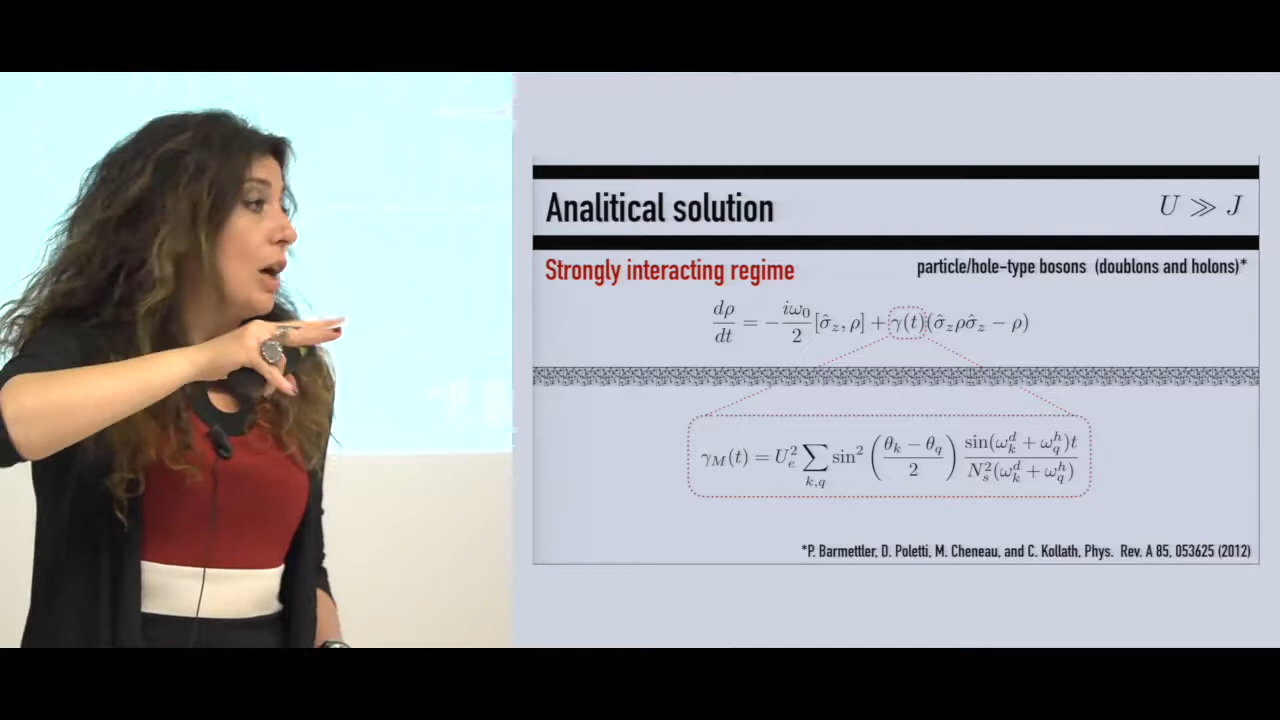 Analitical solution
U ≫ J
Strongly interacting regime
particle/hole-type bosons (doublons and holons)*
dρ/dt = −iω₀/2 [σ̂_z, ρ] + γ(t)(σ̂_z ρ σ̂_z − ρ)
γ_M(t) = U_e² ∑_{k,q} sin² ((θ_k − θ_q)/2) sin(ω_k^d + ω_q^h)t / N_s²(ω_k^d + ω_q^h)
*P. Barmettler, D. Poletti, M. Cheneau, and C. Kollath, Phys. Rev. A 85, 053625 (2012)